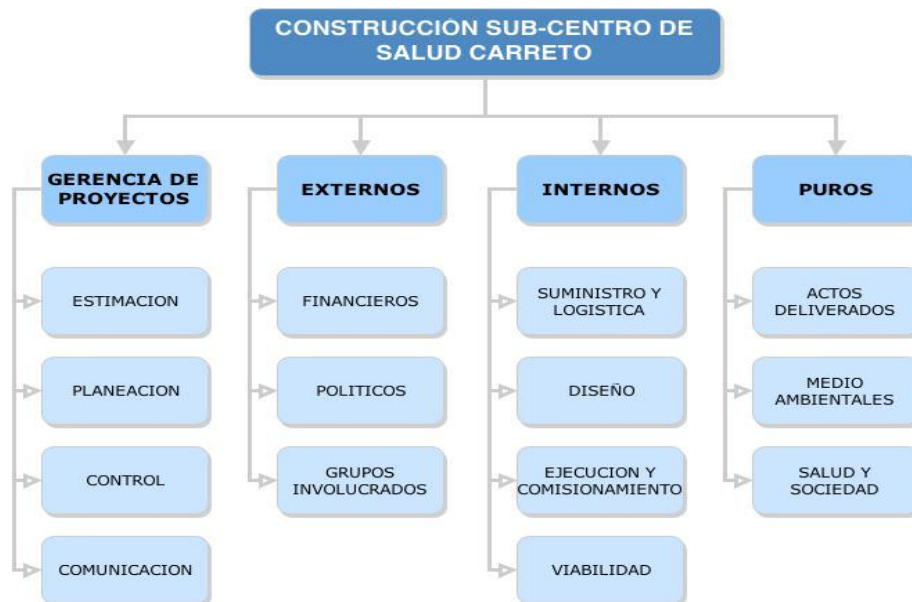 CONSTRUCCIÓN SUB-CENTRO DE
SALUD CARRETO
GERENCIA DE
PROYECTOS
ESTIMACION
PLANEACION
CONTROL
COMUNICACION
EXTERNOS
FINANCIEROS
POLITICOS
GRUPOS
INVOLUCRADOS
INTERNOS
SUMINISTRO Y
LOGISTICA
DISEÑO
EJECUCION Y
COMISIONAMIENTO
VIABILIDAD
PUROS
ACTOS
DELIVERADOS
MEDIO
AMBIENTALES
SALUD Y
SOCIEDAD